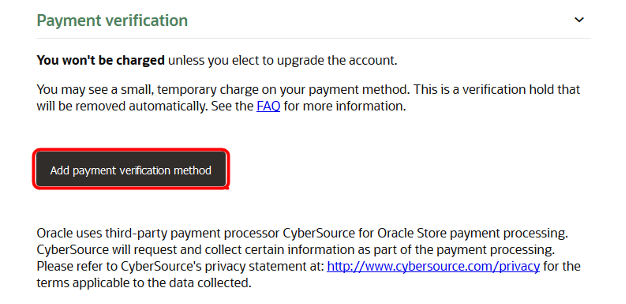 Payment verification
You won't be charged unless you elect to upgrade the account.
You may see a small, temporary charge on your payment method. This is a verification hold that
will be removed automatically. See the FAQ for more information.
Add payment verification method
Oracle uses third-party payment processor CyberSource for Oracle Store payment processing.
CyberSource will request and collect certain information as part of the payment processing.
Please refer to CyberSource's privacy statement at: http://www.cybersource.com/privacy for the
terms applicable to the data collected.